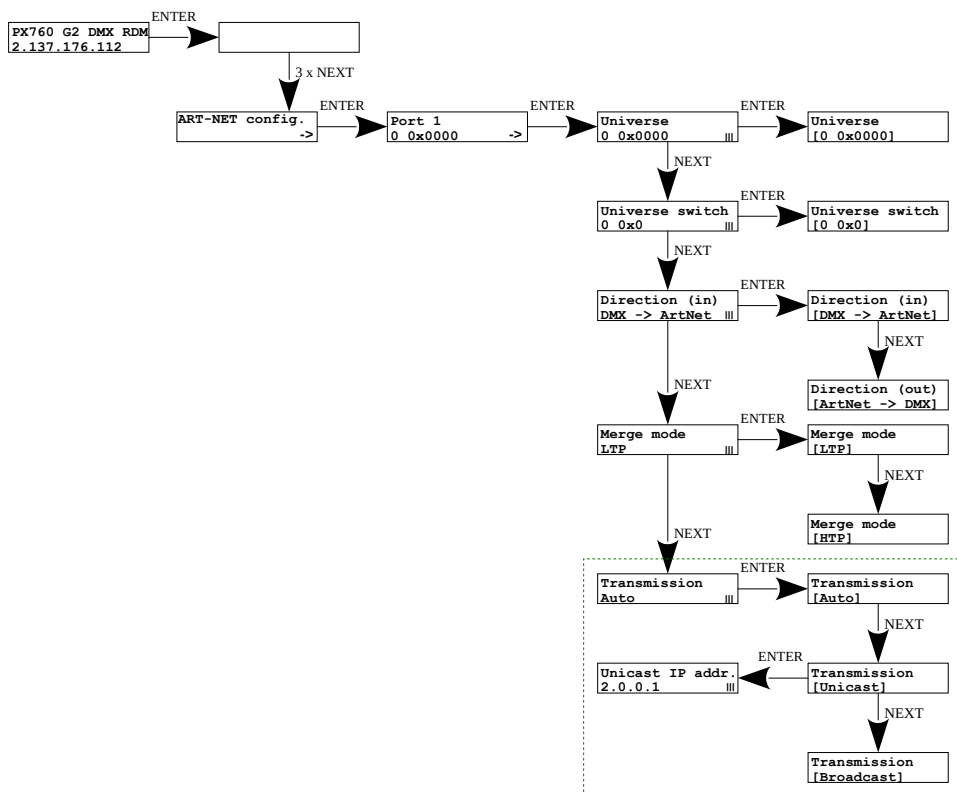 ENTER
PX760 G2 DMX RDM
2.137.176.112
3 x NEXT
ART-NET config.
->
ENTER
Port 1
0 0x0000 ->
ENTER
Universe
0 0x0000
ENTER
Universe
[0 0x0000]
NEXT
Universe switch
0 0x0
ENTER
Universe switch
[0 0x0]
NEXT
Direction (in)
DMX -> ArtNet
ENTER
Direction (in)
[DMX -> ArtNet]
NEXT
Direction (out)
[ArtNet -> DMX]
NEXT
Merge mode
LTP
ENTER
Merge mode
[LTP]
NEXT
Merge mode
[HTP]
NEXT
Transmission
Auto
ENTER
Transmission
[Auto]
NEXT
Unicast IP addr.
2.0.0.1
ENTER
Transmission
[Unicast]
NEXT
Transmission
[Broadcast]